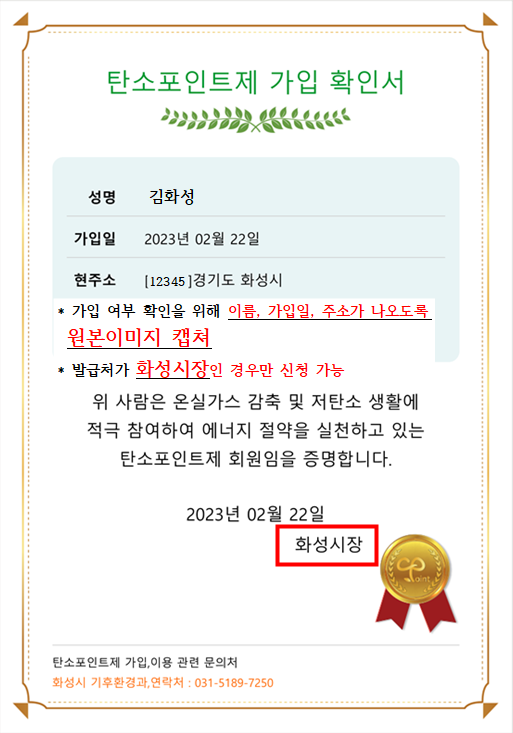 탄소포인트제 가입 확인서
성명 김화성
가입일 2023년 02월 22일
현주소 [12345]경기도 화성시
* 가입 여부 확인을 위해 이름, 가입일, 주소가 나오도록
원본이미지 캡쳐
* 발급처가 화성시장인 경우만 신청 가능
위 사람은 온실가스 감축 및 저탄소 생활에
적극 참여하여 에너지 절약을 실천하고 있는
탄소포인트제 회원임을 증명합니다.
2023년 02월 22일
화성시장
cPoint
탄소포인트제 가입,이용 관련 문의처
화성시 기후환경과,연락처 : 031-5189-7250